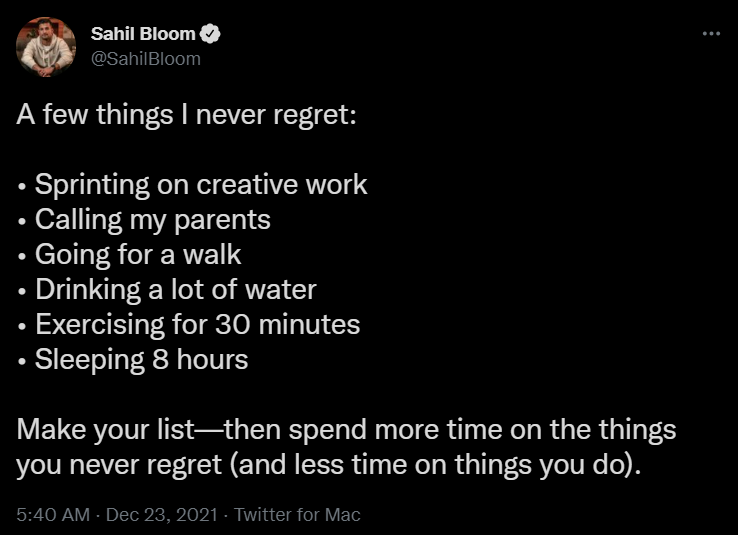 Sahil Bloom
@SahilBloom
A few things I never regret:
• Sprinting on creative work
• Calling my parents
• Going for a walk
• Drinking a lot of water
• Exercising for 30 minutes
• Sleeping 8 hours
Make your list—then spend more time on the things
you never regret (and less time on things you do).
5:40 AM · Dec 23, 2021 · Twitter for Mac